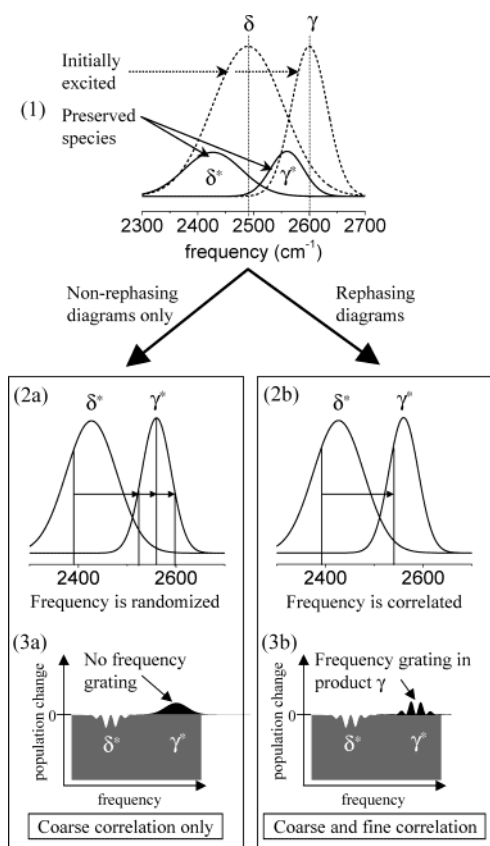 δ γ
Initially
excited
(1)
Preserved
species
δ* γ*
2300 2400 2500 2600 2700
frequency (cm⁻¹)
Non-rephasing
diagrams only
Rephasing
diagrams
(2a)
δ* γ*
2400 2600
Frequency is randomized
(3a)
No frequency
grating
population change
0
δ* γ*
frequency
Coarse correlation only
(2b)
δ* γ*
2400 2600
Frequency is correlated
(3b)
Frequency grating in
product γ
population change
0
δ* γ*
frequency
Coarse and fine correlation